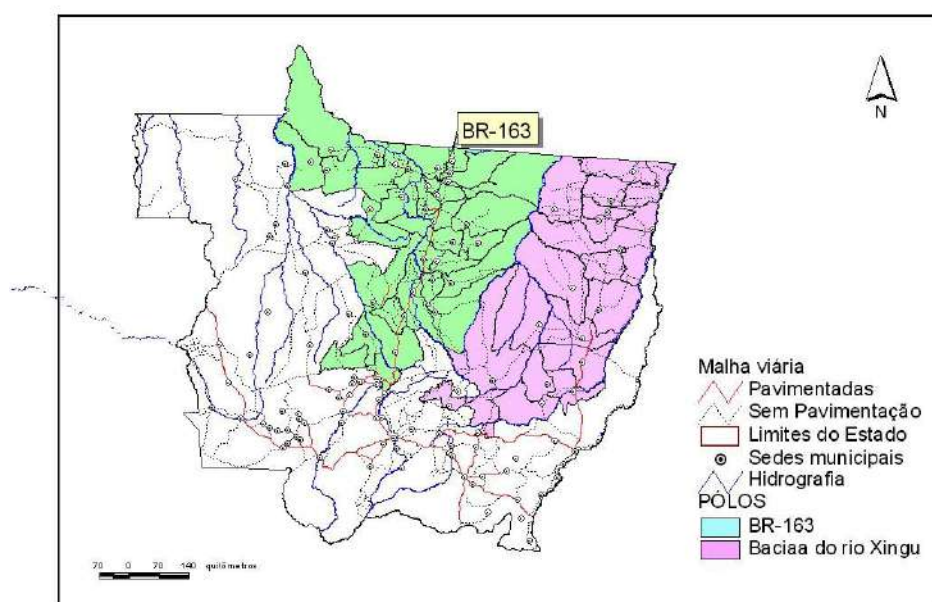 BR-163
N
Malha viária
Pavimentadas
Sem Pavimentação
Limites do Estado
Sedes municipais
Hidrografia
PÓLOS
BR-163
Baciaa do rio Xingu
70 0 70 140 quilômetros